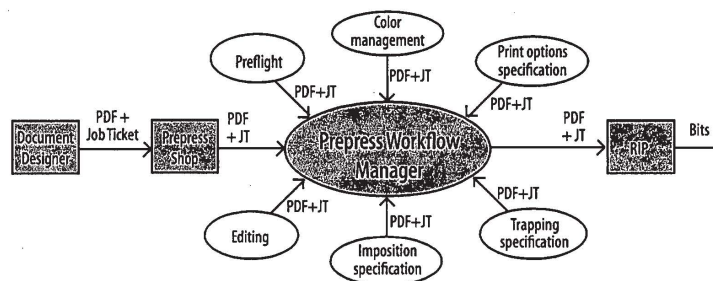 Color
management
Preflight
Print options
specification
PDF+JT
PDF+JT
PDF+JT
PDF +
Job Ticket
PDF
+ JT
PDF
+ JT
Bits
Document
Designer
Prepress
Shop
Prepress Workflow
Manager
RIP
PDF+JT
PDF+JT
PDF+JT
Editing
Imposition
specification
Trapping
specification